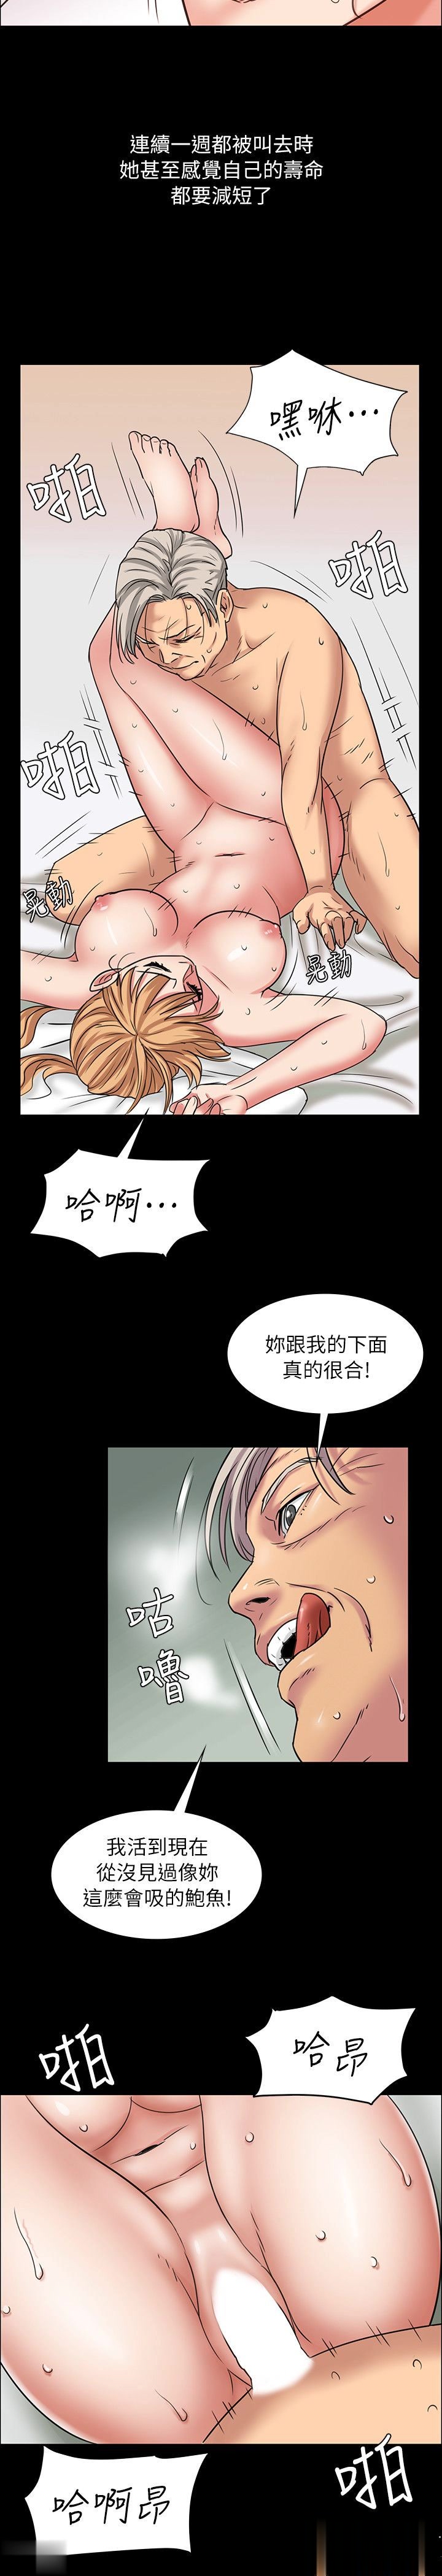 連續一週都被叫去時
她甚至感覺自己的壽命
都要減短了
嘿咻…
啪
啪
啪
晃動
晃動
哈啊…
妳跟我的下面
真的很合!
咕
嚕
我活到現在
從沒見過像妳
這麼會吸的鮑魚!
啪
哈昂
哈啊昂
啪